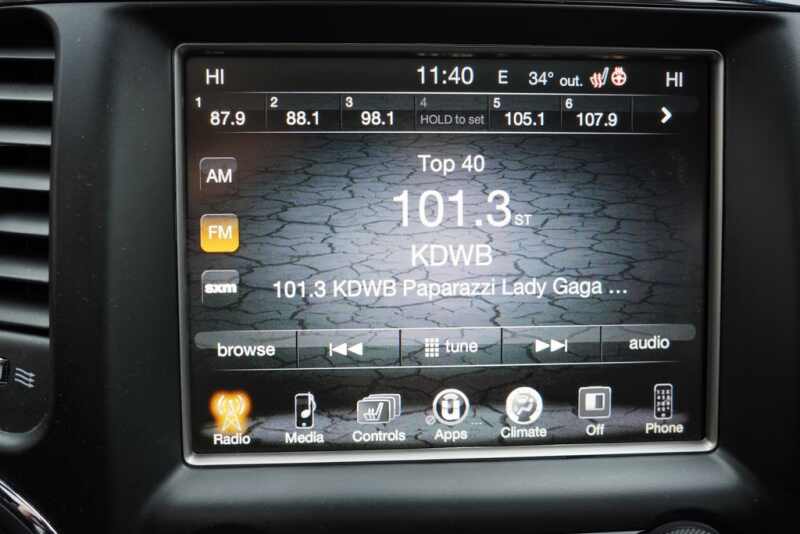 HI 11:40 E 34° out. HI
1 2 3 4 5 6
87.9 88.1 98.1 HOLD to set 105.1 107.9
AM
FM
sxm
Top 40
101.3 ST
KDWB
101.3 KDWB Paparazzi Lady Gaga ...
browse tune audio
Radio Media Controls Apps ... Climate Off Phone